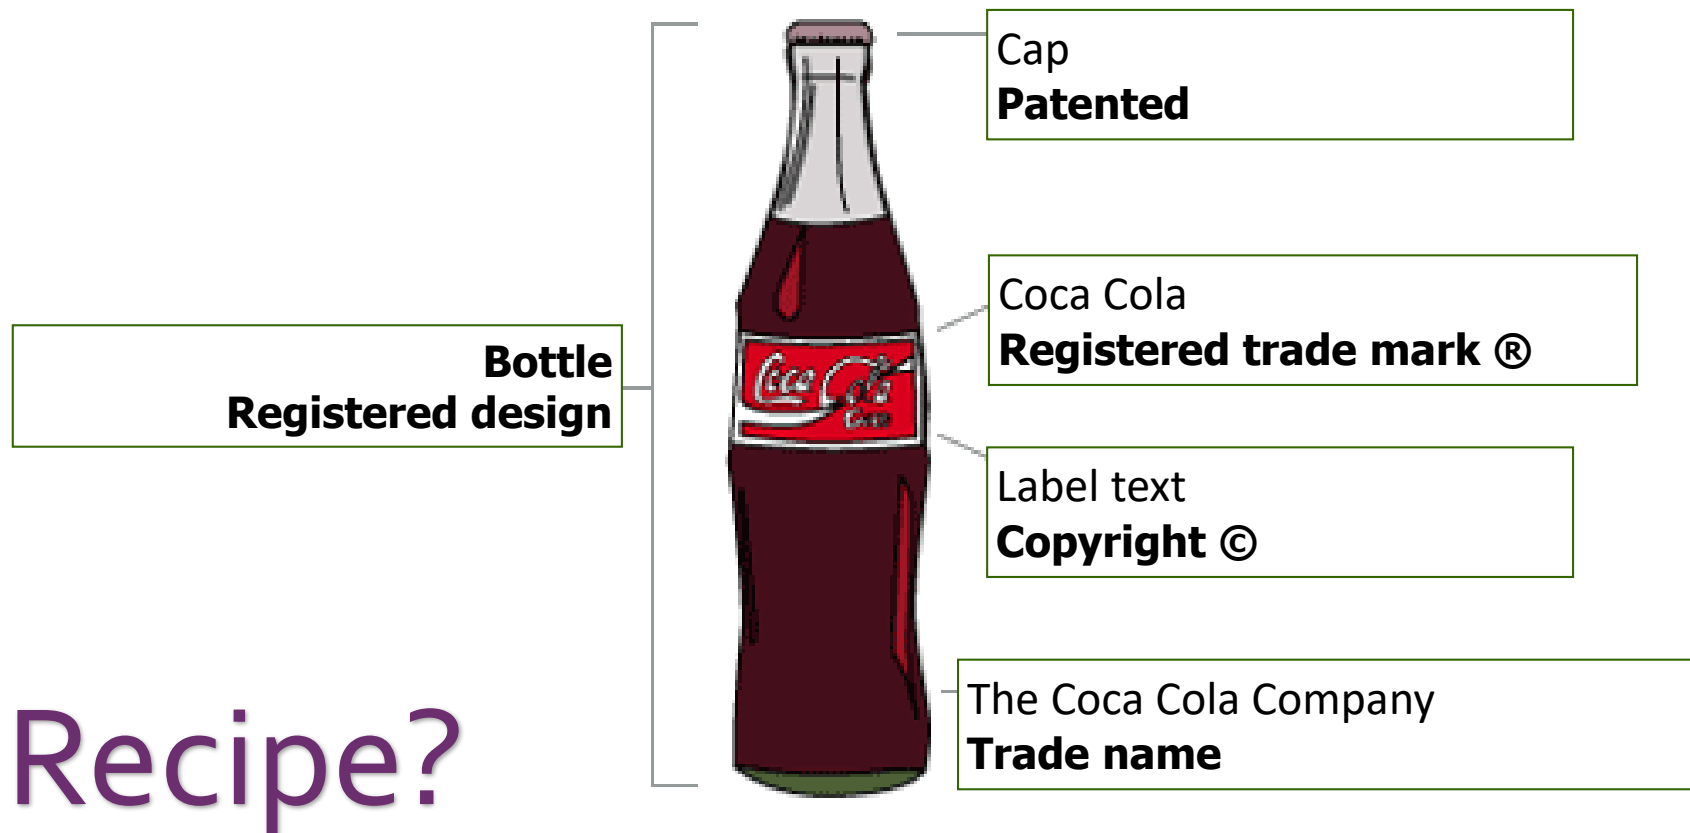 Cap
Patented
Coca Cola
Registered trade mark ®
Bottle
Registered design
Coca Cola
Label text
Copyright ©
The Coca Cola Company
Trade name
Recipe?